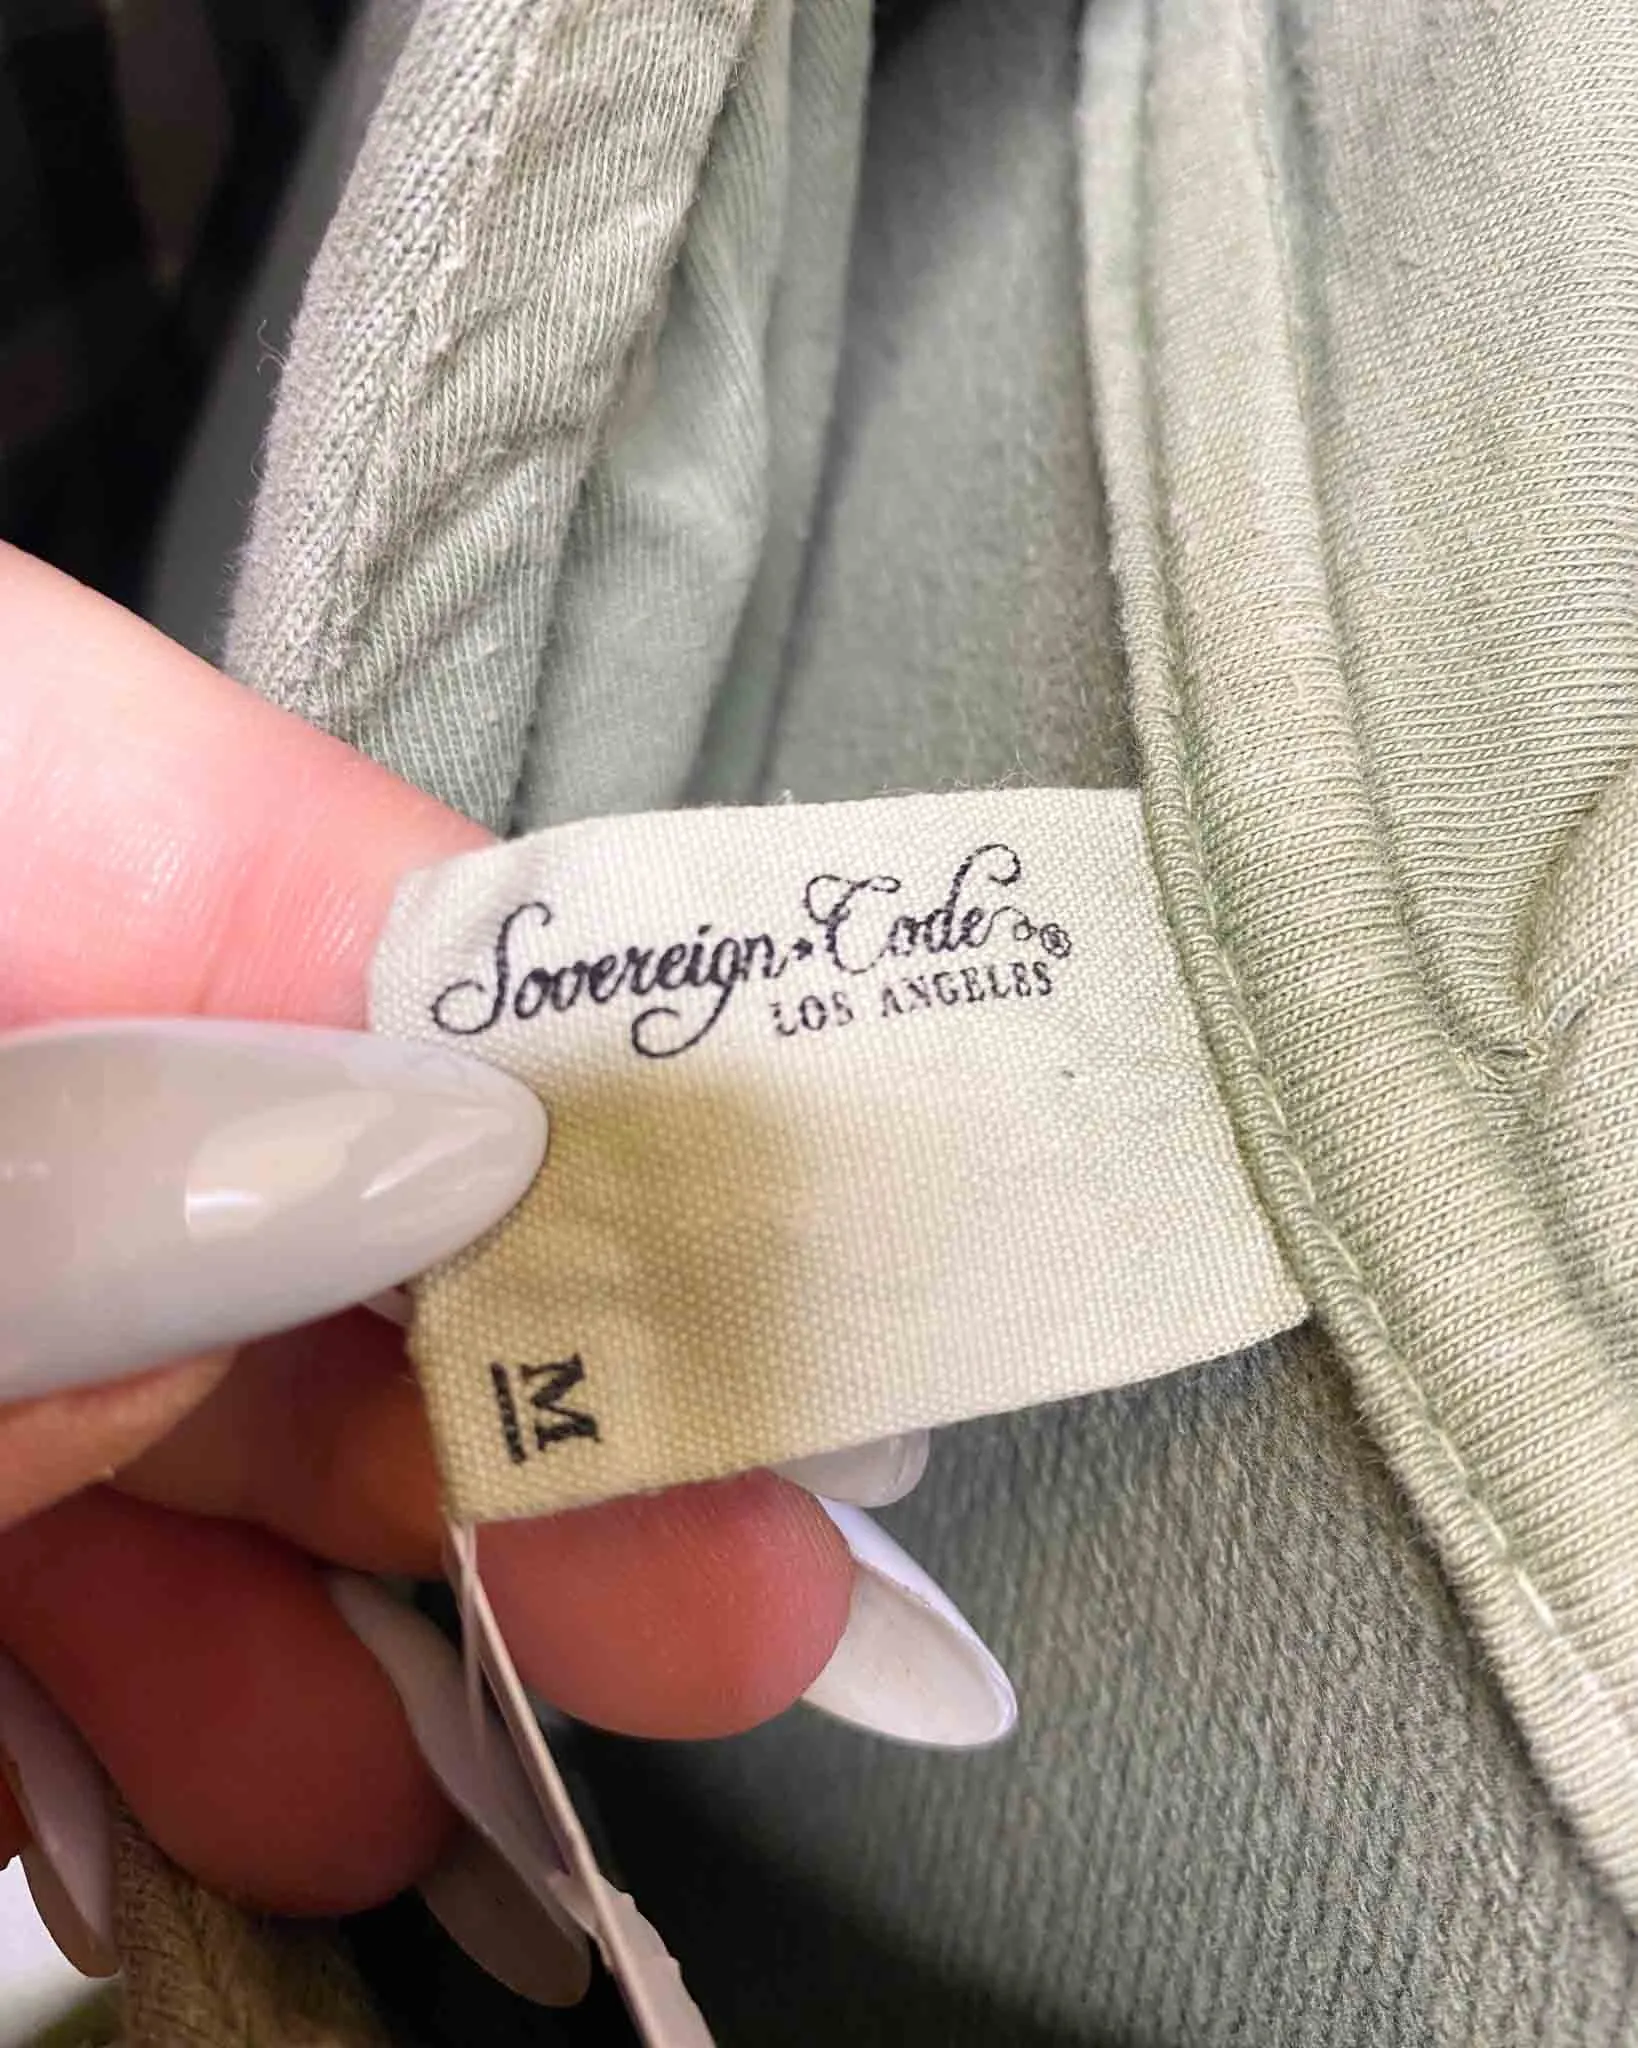 Sovereign Code ®
LOS ANGELES
M